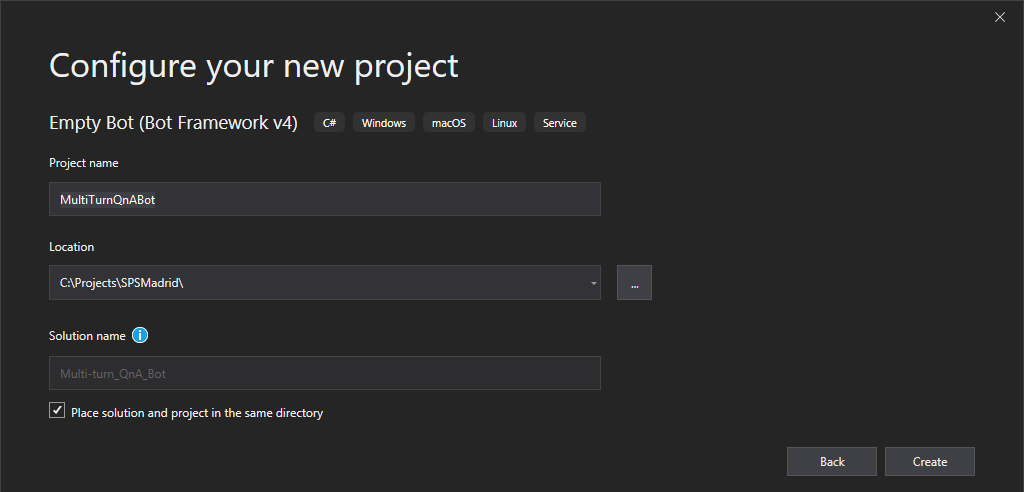 Configure your new project
Empty Bot (Bot Framework v4) C# Windows macOS Linux Service
Project name
MultiTurnQnABot
Location
C:\Projects\SPSMadrid\
...
Solution name
Multi-turn_QnA_Bot
Place solution and project in the same directory
Back Create